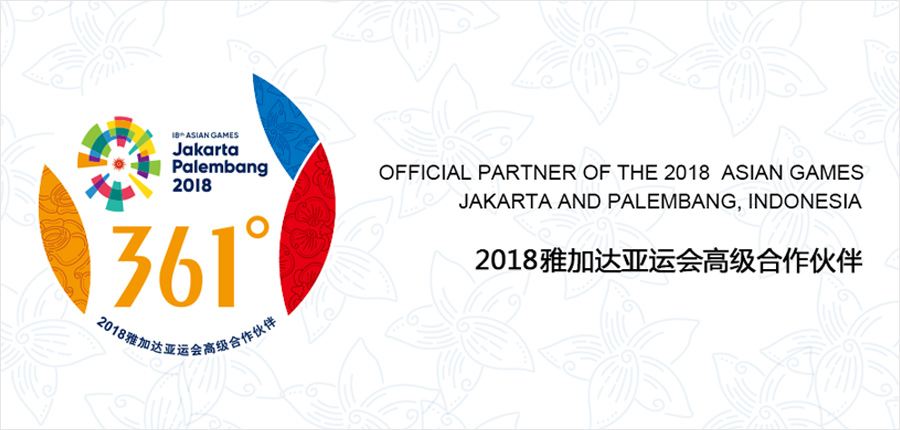 18th ASIAN GAMES
Jakarta
Palembang
2018
361°
2018雅加达亚运会高级合作伙伴
OFFICIAL PARTNER OF THE 2018 ASIAN GAMES
JAKARTA AND PALEMBANG, INDONESIA
2018雅加达亚运会高级合作伙伴